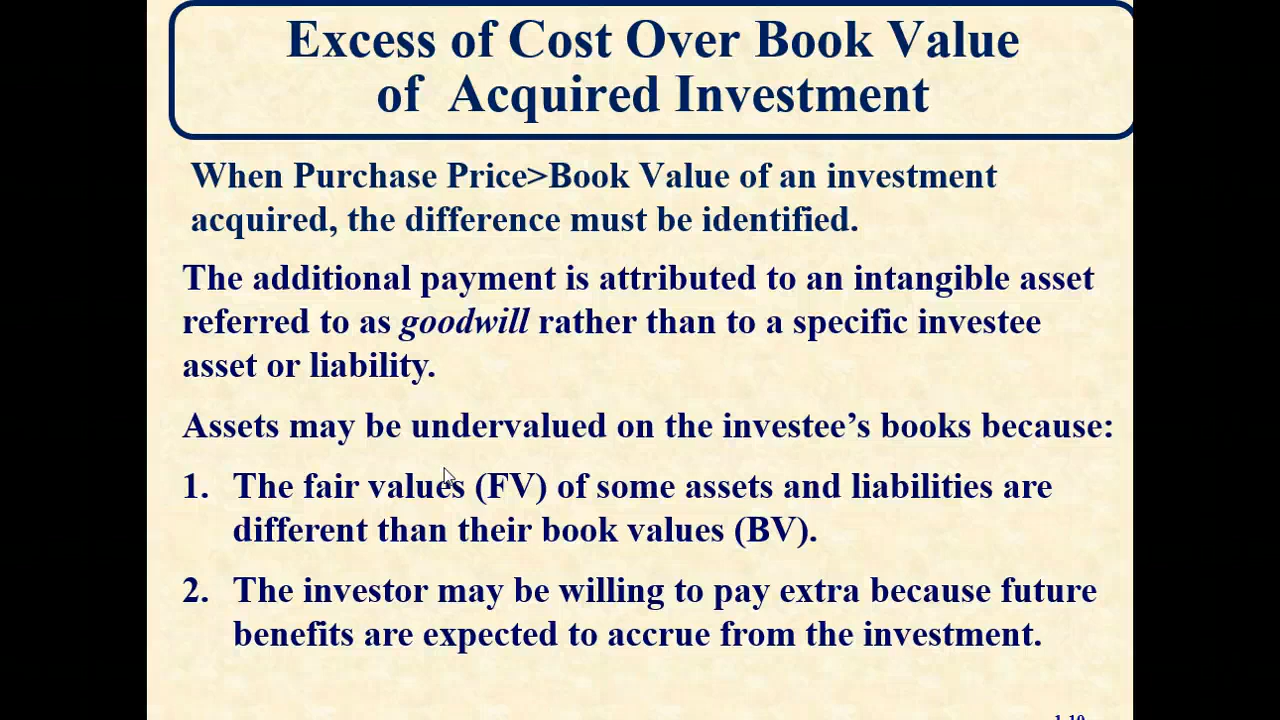 Excess of Cost Over Book Value
of Acquired Investment
When Purchase Price>Book Value of an investment
acquired, the difference must be identified.
The additional payment is attributed to an intangible asset
referred to as goodwill rather than to a specific investee
asset or liability.
Assets may be undervalued on the investee’s books because:
1. The fair values (FV) of some assets and liabilities are
different than their book values (BV).
2. The investor may be willing to pay extra because future
benefits are expected to accrue from the investment.